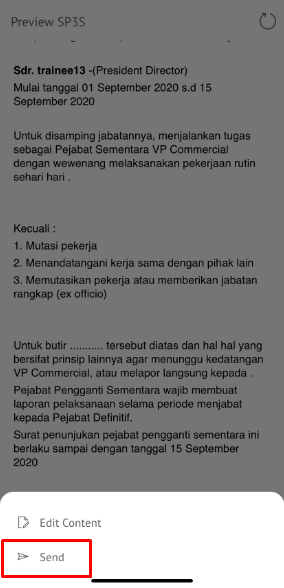 Preview SP3S
Sdr. trainee13 -(President Director)
Mulai tanggal 01 September 2020 s.d 15
September 2020
Untuk disamping jabatannya, menjalankan tugas
sebagai Pejabat Sementara VP Commercial
dengan wewenang melaksanakan pekerjaan rutin
sehari hari .
Kecuali :
1. Mutasi pekerja
2. Menandatangani kerja sama dengan pihak lain
3. Memutasikan pekerja atau memberikan jabatan
rangkap (ex officio)
Untuk butir ........... tersebut diatas dan hal hal yang
bersifat prinsip lainnya agar menunggu kedatangan
VP Commercial, atau melapor langsung kepada .
Pejabat Pengganti Sementara wajib membuat
laporan pelaksanaan selama periode menjabat
kepada Pejabat Definitif.
Surat penunjukan pejabat pengganti sementara ini
berlaku sampai dengan tanggal 15 September
2020
Edit Content
Send